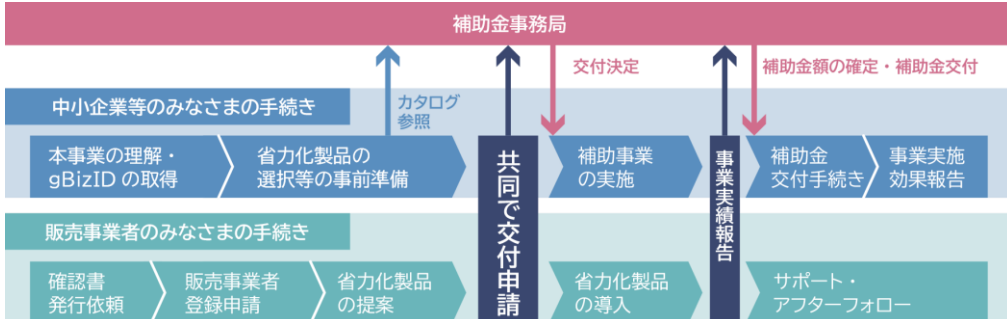 補助金事務局
交付決定
補助金額の確定・補助金交付
中小企業等のみなさまの手続き
カタログ
参照
本事業の理解・
gBizID の取得
省力化製品の
選択等の事前準備
共同で交付申請
補助事業
の実施
事業実績報告
補助金
交付手続き
事業実施
効果報告
販売事業者のみなさまの手続き
確認書
発行依頼
販売事業者
登録申請
省力化製品
の提案
省力化製品
の導入
サポート・
アフターフォロー